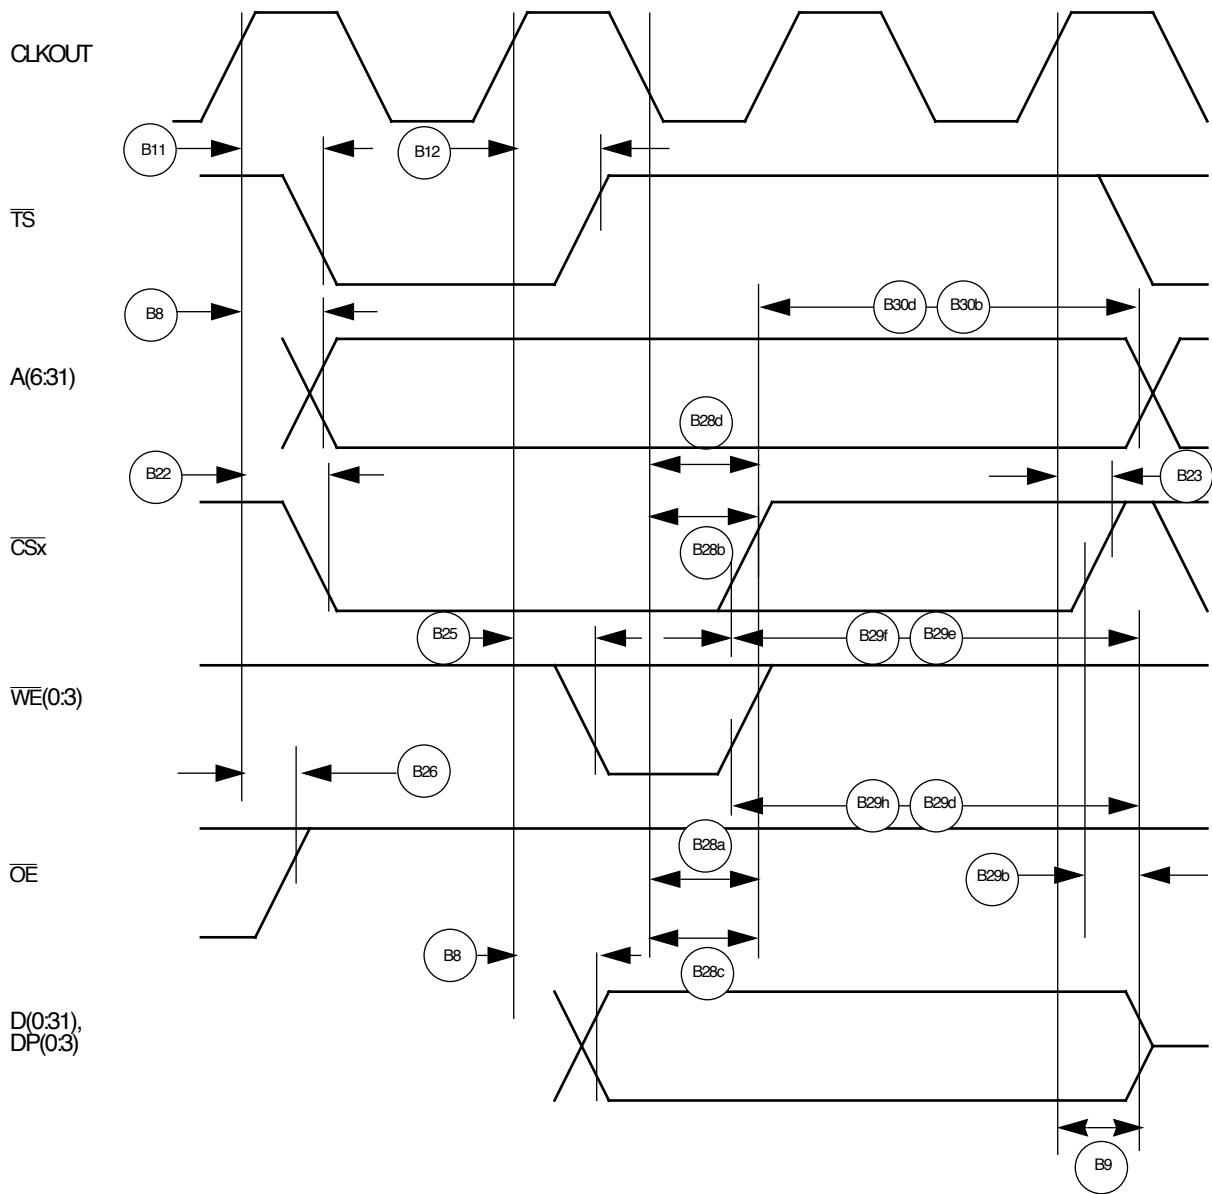 CLKOUT
B11
B12
TS
B8
B30d
B30b
A(6:31)
B28d
B22
B23
CSx
B28b
B25
B29f
B29e
WE(0:3)
B26
B29h
B29d
B28a
OE
B29b
B8
B28c
D(0:31),
DP(0:3)
B9